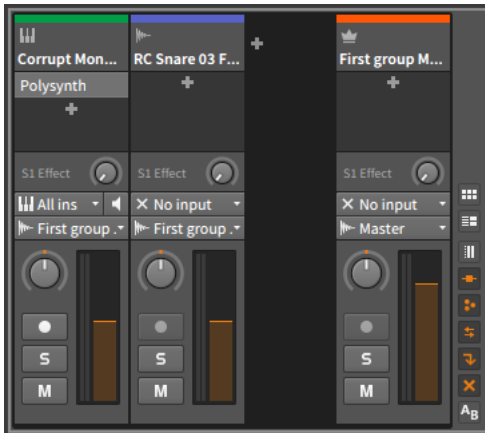 Corrupt Mon...
Polysynth
S1 Effect
All ins
First group .
S
M
RC Snare 03 F...
S1 Effect
No input
First group .
S
M
First group M...
S1 Effect
No input
Master
S
M
AB